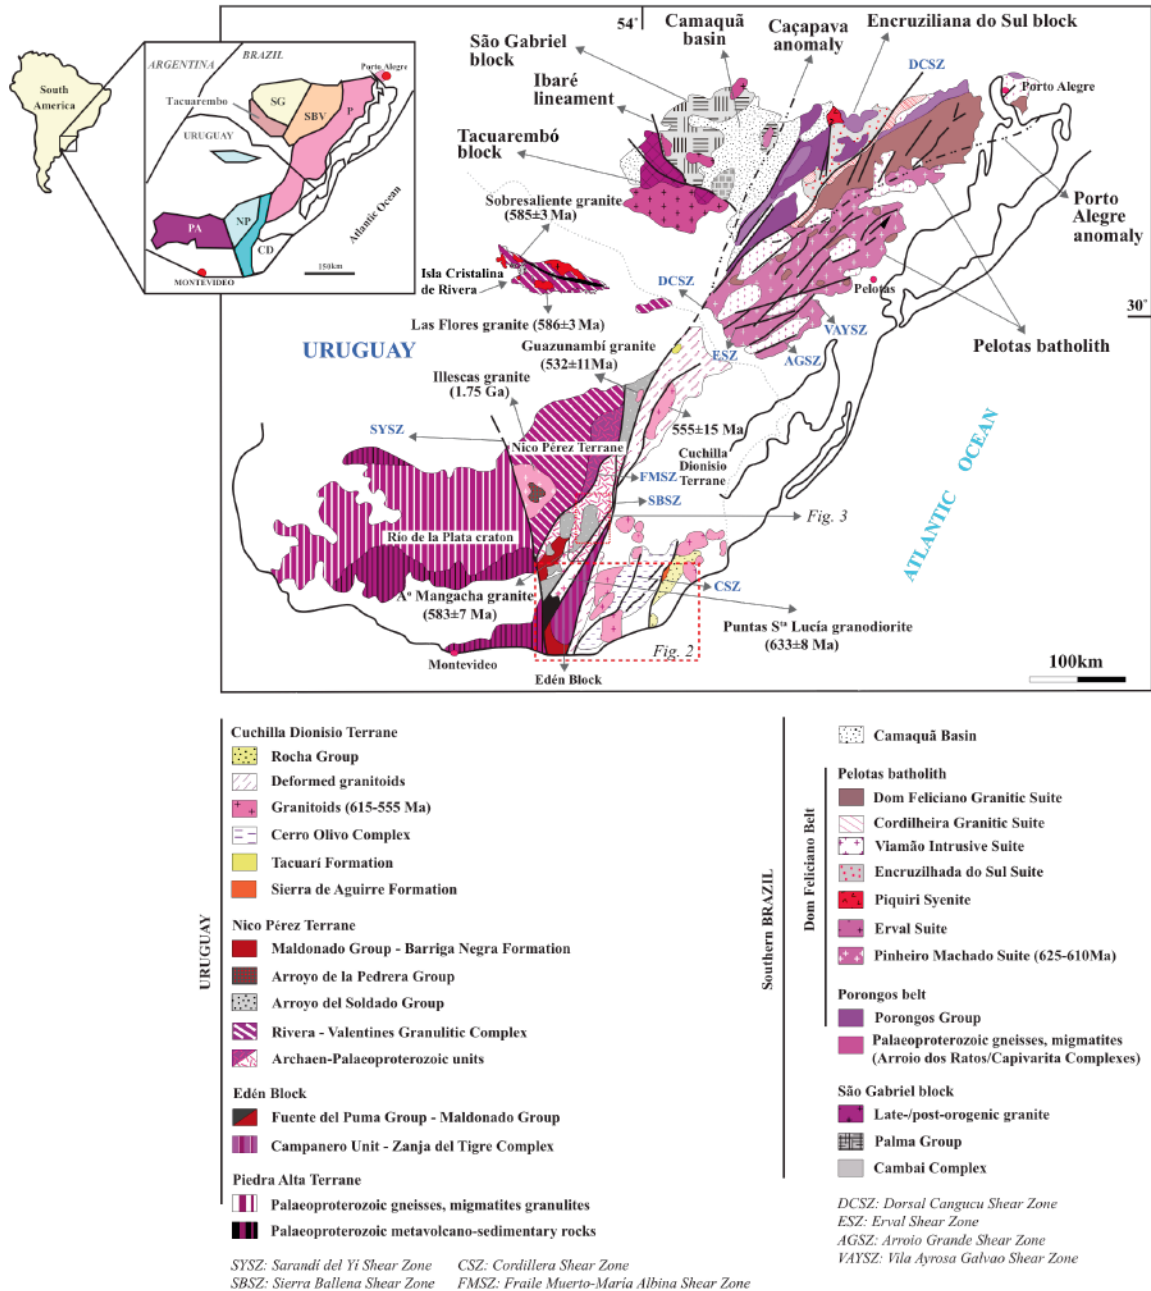 54°
South
America
ARGENTINA
BRAZIL
Porto Alegre
SG
P
Tacuarembo
SBV
URUGUAY
PA
NP
CD
Atlantic Ocean
150km
MONTEVIDEO
São Gabriel
block
Camaquã
basin
Caçapava
anomaly
Encruziliana do Sul block
DCSZ
Porto Alegre
Ibaré
lineament
Tacuarembó
block
Sobresaliente granite
(585±3 Ma)
Porto
Alegre
anomaly
Isla Cristalina
de Rivera
DCSZ
Pelotas
30°
Las Flores granite (586±3 Ma)
VAYSZ
Pelotas batholith
URUGUAY
Guazunambí granite
(532±11Ma)
ESZ
AGSZ
Illescas granite
(1.75 Ga)
555±15 Ma
SYSZ
Nico Pérez Terrane
Cuchilla
Dionisio
Terrane
FMSZ
SBSZ
Fig. 3
ATLANTIC OCEAN
Río de la Plata craton
Aº Mangacha granite
(583±7 Ma)
CSZ
Puntas Sta Lucía granodiorite
(633±8 Ma)
Fig. 2
Montevideo
Edén Block
100km
URUGUAY
Cuchilla Dionisio Terrane
Rocha Group
Deformed granitoids
Granitoids (615-555 Ma)
Cerro Olivo Complex
Tacuarí Formation
Sierra de Aguirre Formation
Nico Pérez Terrane
Maldonado Group - Barriga Negra Formation
Arroyo de la Pedrera Group
Arroyo del Soldado Group
Rivera - Valentines Granulitic Complex
Archaen-Palaeoproterozoic units
Edén Block
Fuente del Puma Group - Maldonado Group
Campanero Unit - Zanja del Tigre Complex
Piedra Alta Terrane
Palaeoproterozoic gneisses, migmatites granulites
Palaeoproterozoic metavolcano-sedimentary rocks
SYSZ: Sarandí del Yí Shear Zone
CSZ: Cordillera Shear Zone
SBSZ: Sierra Ballena Shear Zone
FMSZ: Fraile Muerto-María Albina Shear Zone
Southern BRAZIL
Camaquã Basin
Dom Feliciano Belt
Pelotas batholith
Dom Feliciano Granitic Suite
Cordilheira Granitic Suite
Viamão Intrusive Suite
Encruzilhada do Sul Suite
Piquiri Syenite
Erval Suite
Pinheiro Machado Suite (625-610Ma)
Porongos belt
Porongos Group
Palaeoproterozoic gneisses, migmatites
(Arroio dos Ratos/Capivarita Complexes)
São Gabriel block
Late-/post-orogenic granite
Palma Group
Cambai Complex
DCSZ: Dorsal Cangucu Shear Zone
ESZ: Erval Shear Zone
AGSZ: Arroio Grande Shear Zone
VAYSZ: Vila Ayrosa Galvao Shear Zone